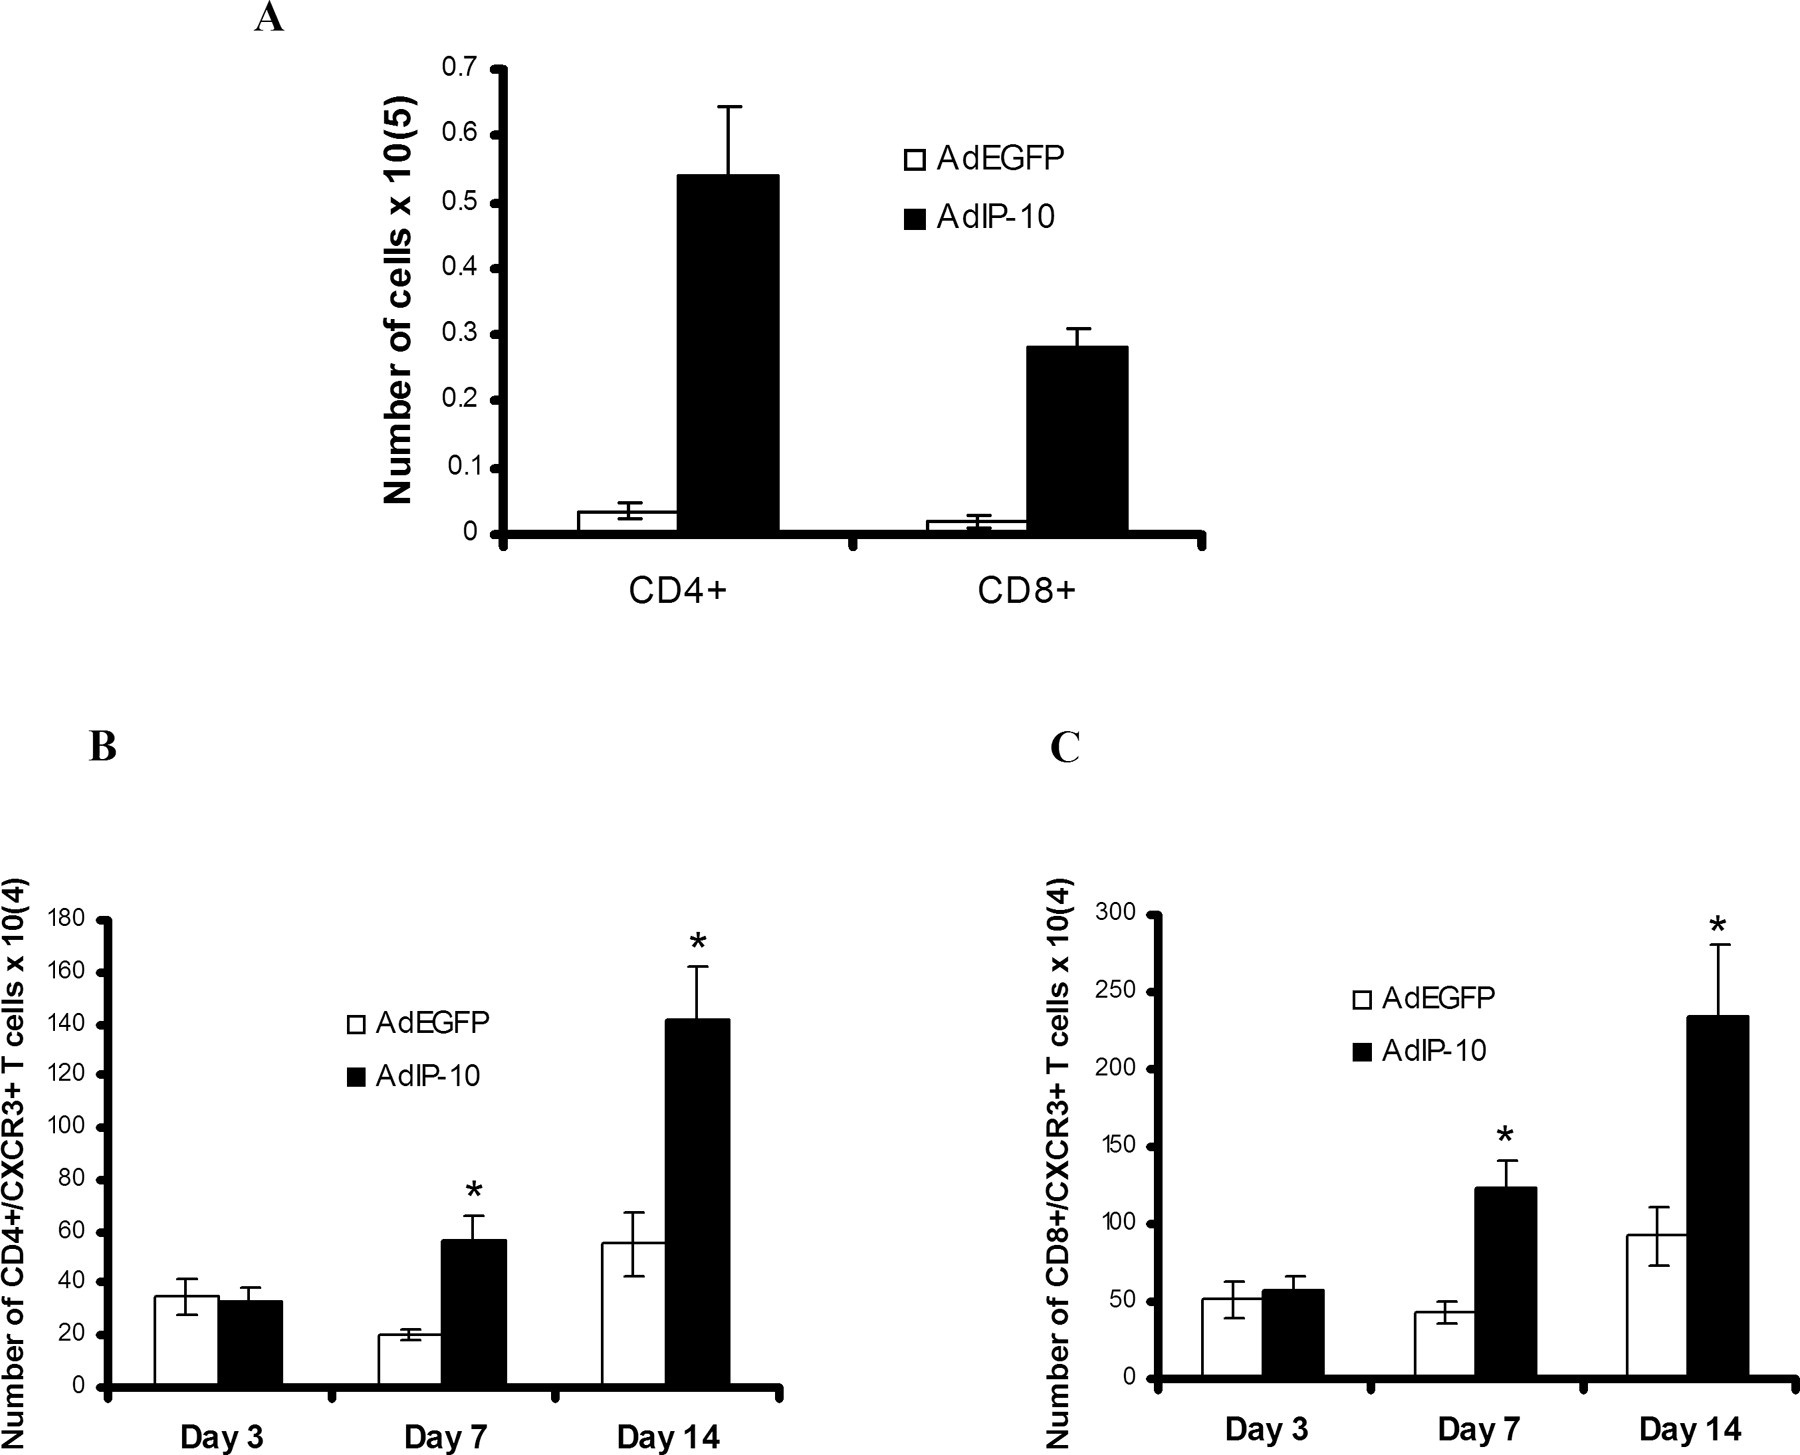 A
Number of cells x 10(5)
0.7
0.6
0.5
0.4
0.3
0.2
0.1
0
AdEGFP
AdIP-10
CD4+ CD8+
B
Number of CD4+/CXCR3+ T cells x 10(4)
180
160
140
120
100
80
60
40
20
0
AdEGFP
AdIP-10
*
*
Day 3 Day 7 Day 14
C
Number of CD8+/CXCR3+ T cells x 10(4)
300
250
200
150
100
50
0
AdEGFP
AdIP-10
*
*
Day 3 Day 7 Day 14